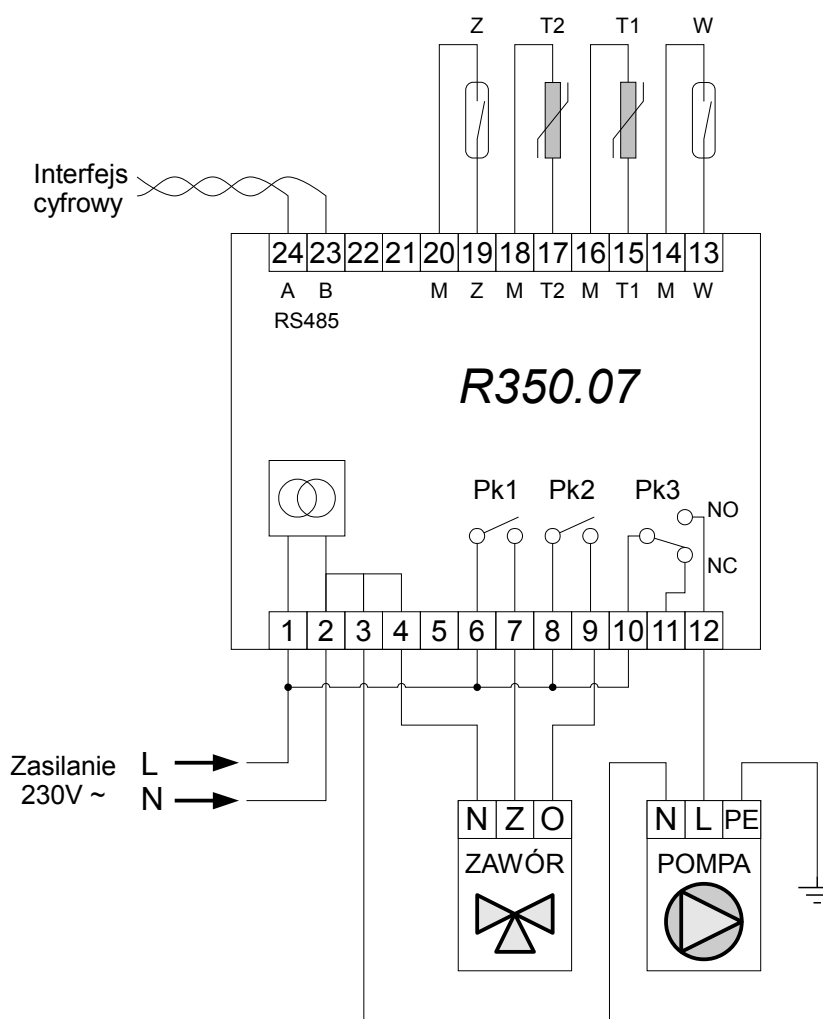 Z T2 T1 W
Interfejs
cyfrowy
24 23 22 21 20 19 18 17 16 15 14 13
A B M Z M T2 M T1 M W
RS485
R350.07
Pk1 Pk2 Pk3
NO
NC
1 2 3 4 5 6 7 8 9 10 11 12
Zasilanie L
230V ~ N
N Z O N L PE
ZAWÓR POMPA